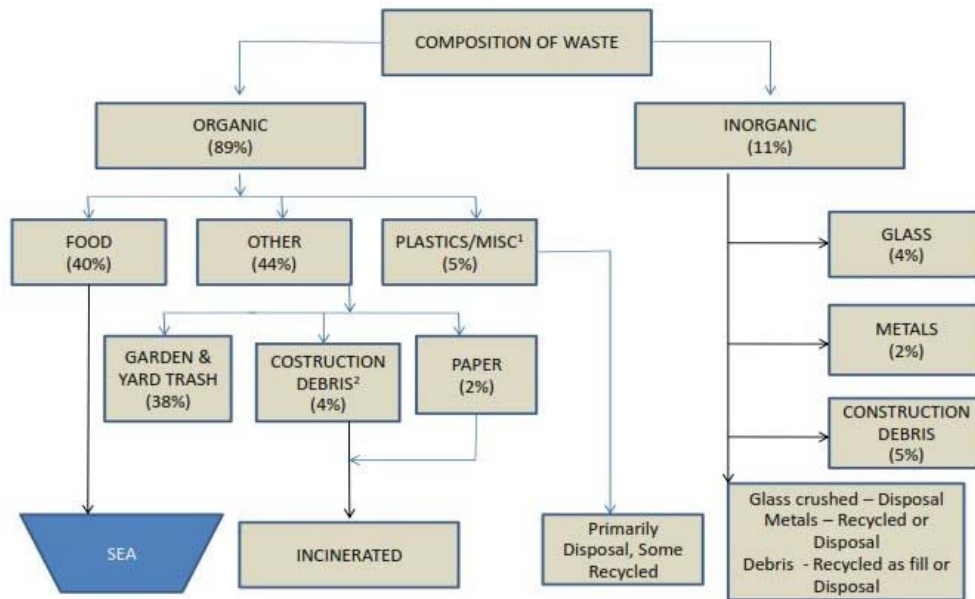 COMPOSITION OF WASTE
ORGANIC
(89%)
INORGANIC
(11%)
FOOD
(40%)
OTHER
(44%)
PLASTICS/MISC¹
(5%)
GLASS
(4%)
GARDEN &
YARD TRASH
(38%)
COSTRUCTION
DEBRIS²
(4%)
PAPER
(2%)
METALS
(2%)
CONSTRUCTION
DEBRIS
(5%)
SEA
INCINERATED
Primarily
Disposal, Some
Recycled
Glass crushed – Disposal
Metals – Recycled or
Disposal
Debris - Recycled as fill or
Disposal